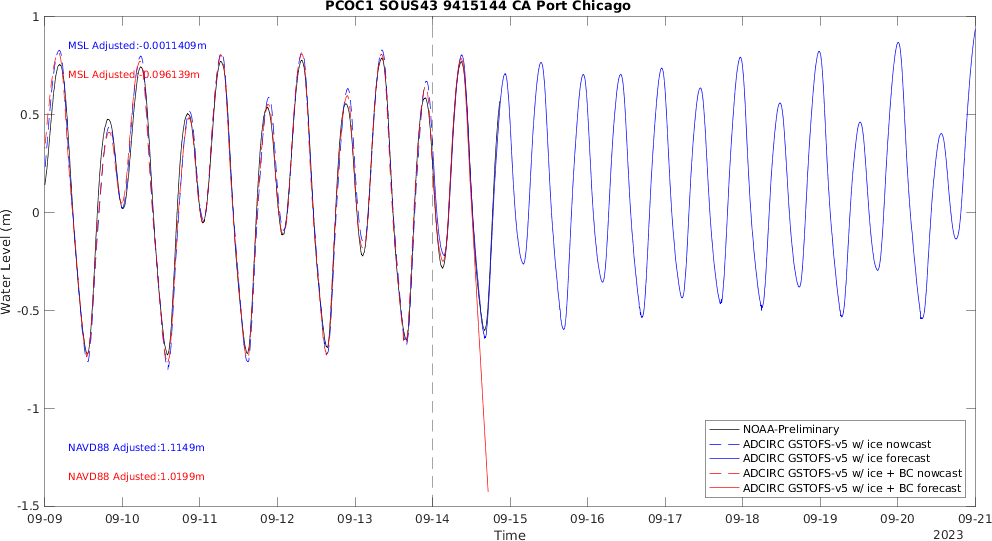 PCOC1 SOUS43 9415144 CA Port Chicago
1
0.5
0
-0.5
-1
-1.5
Water Level (m)
MSL Adjusted:-0.0011409m
MSL Adjusted:-0.096139m
NAVD88 Adjusted:1.1149m
NAVD88 Adjusted:1.0199m
NOAA-Preliminary
ADCIRC GSTOFS-v5 w/ ice nowcast
ADCIRC GSTOFS-v5 w/ ice forecast
ADCIRC GSTOFS-v5 w/ ice + BC nowcast
ADCIRC GSTOFS-v5 w/ ice + BC forecast
09-09 09-10 09-11 09-12 09-13 09-14 09-15 09-16 09-17 09-18 09-19 09-20 09-21
Time
2023